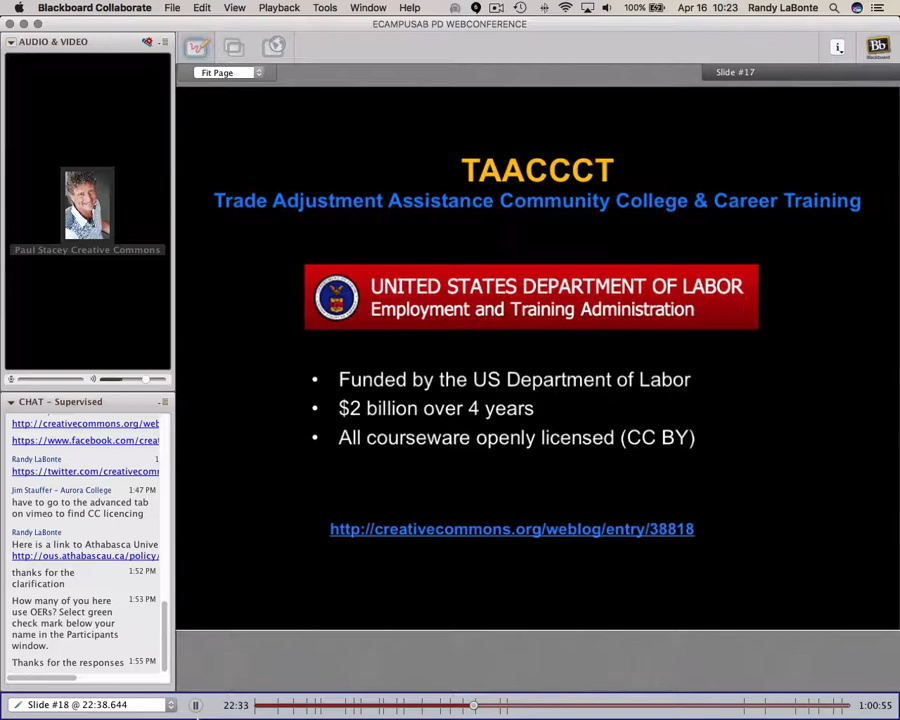 Blackboard Collaborate File Edit View Playback Tools Window Help 100% Apr 16 10:23 Randy LaBonte
ECAMPUSAB PD WEBCONFERENCE
AUDIO & VIDEO
Paul Stacey Creative Commons
CHAT - Supervised
http://creativecommons.org/web
https://www.facebook.com/creat
Randy LaBonte 1
https://twitter.com/creativecomn
Jim Stauffer - Aurora College 1:47 PM
have to go to the advanced tab
on vimeo to find CC licencing
Randy LaBonte
Here is a link to Athabasca Unive
http://ous.athabascau.ca/policy/
thanks for the 1:52 PM
clarification
How many of you here 1:53 PM
use OERs? Select green
check mark below your
name in the Participants
window.
Thanks for the responses 1:55 PM
Fit Page
Slide #17
i
Bb
Blackboard
TAACCCT
Trade Adjustment Assistance Community College & Career Training
UNITED STATES DEPARTMENT OF LABOR
Employment and Training Administration
• Funded by the US Department of Labor
• $2 billion over 4 years
• All courseware openly licensed (CC BY)
http://creativecommons.org/weblog/entry/38818
Slide #18 @ 22:38.644 22:33 1:00:55